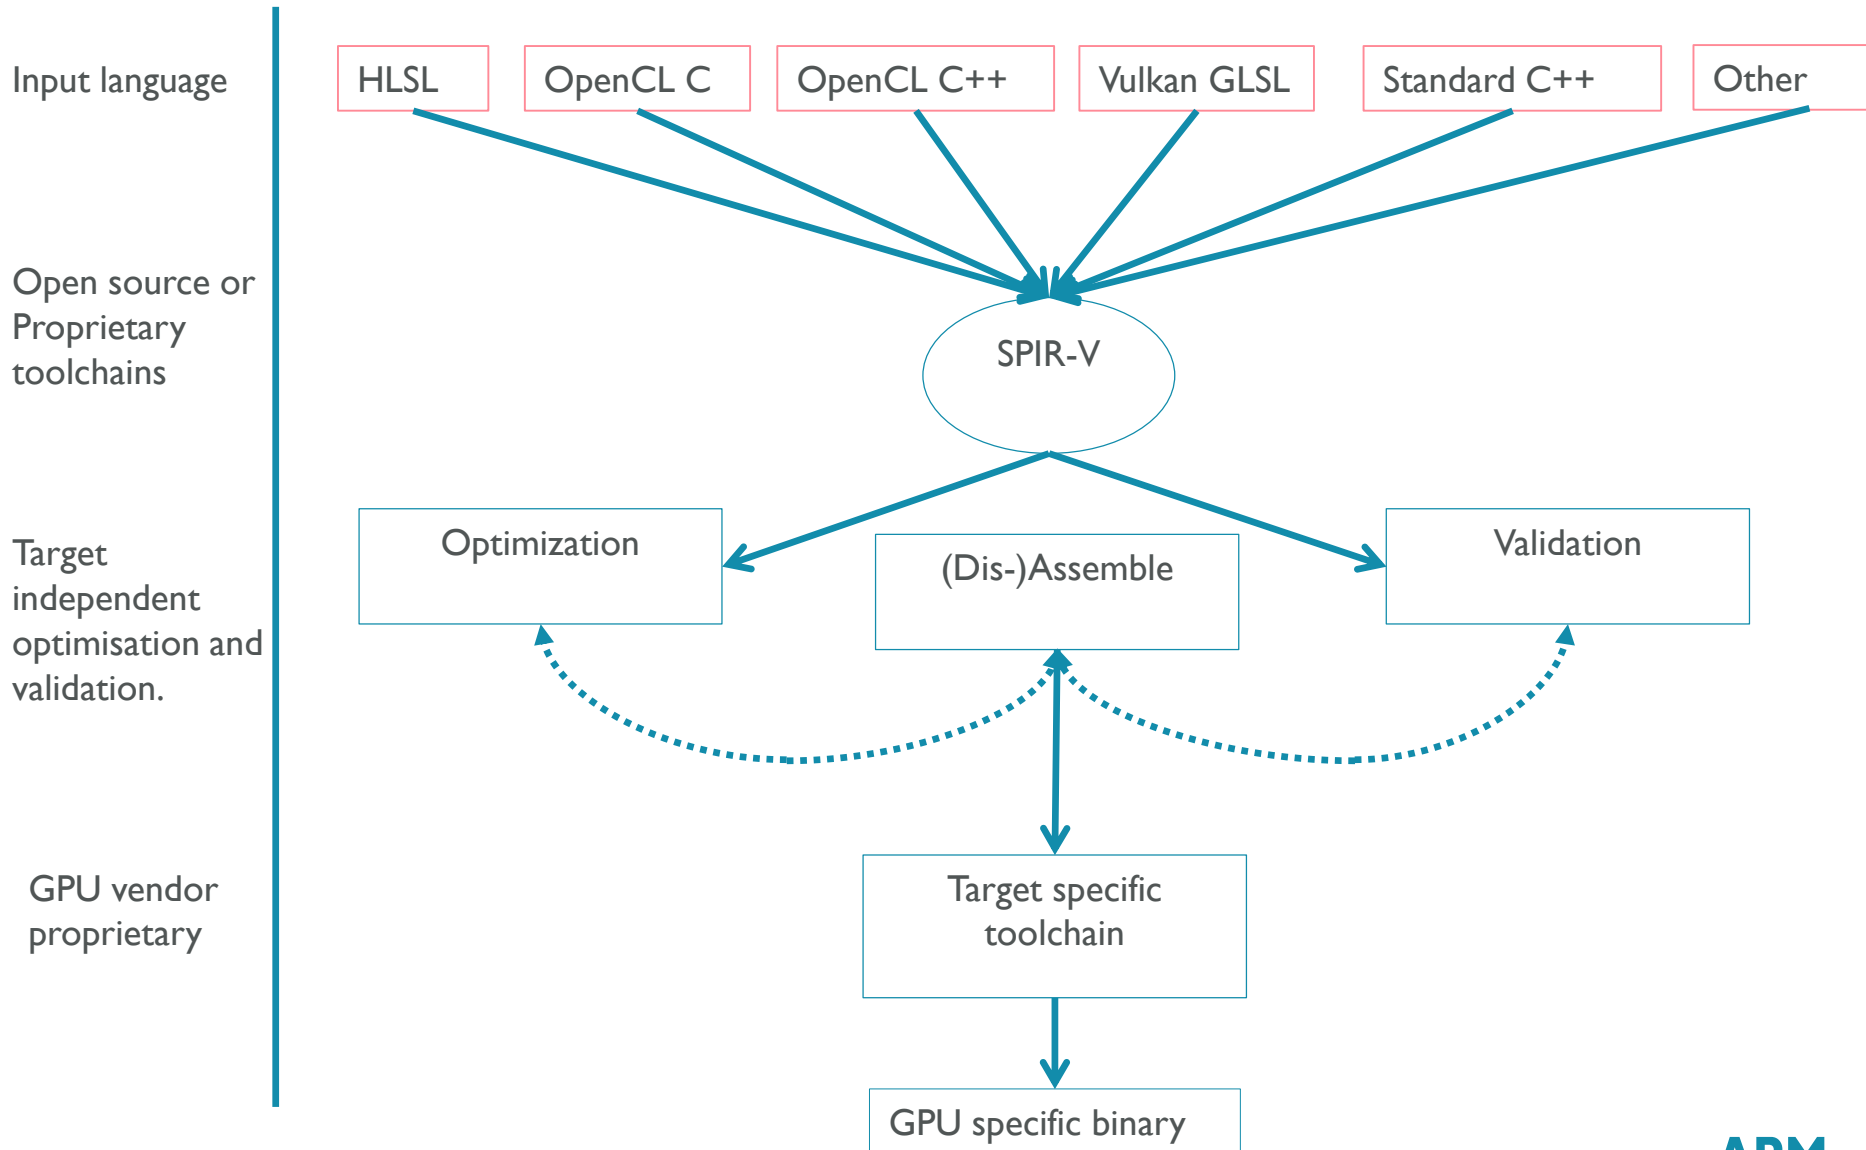 Input language
HLSL
OpenCL C
OpenCL C++
Vulkan GLSL
Standard C++
Other
Open source or
Proprietary
toolchains
SPIR-V
Target
independent
optimisation and
validation.
Optimization
(Dis-)Assemble
Validation
GPU vendor
proprietary
Target specific
toolchain
GPU specific binary
ARM